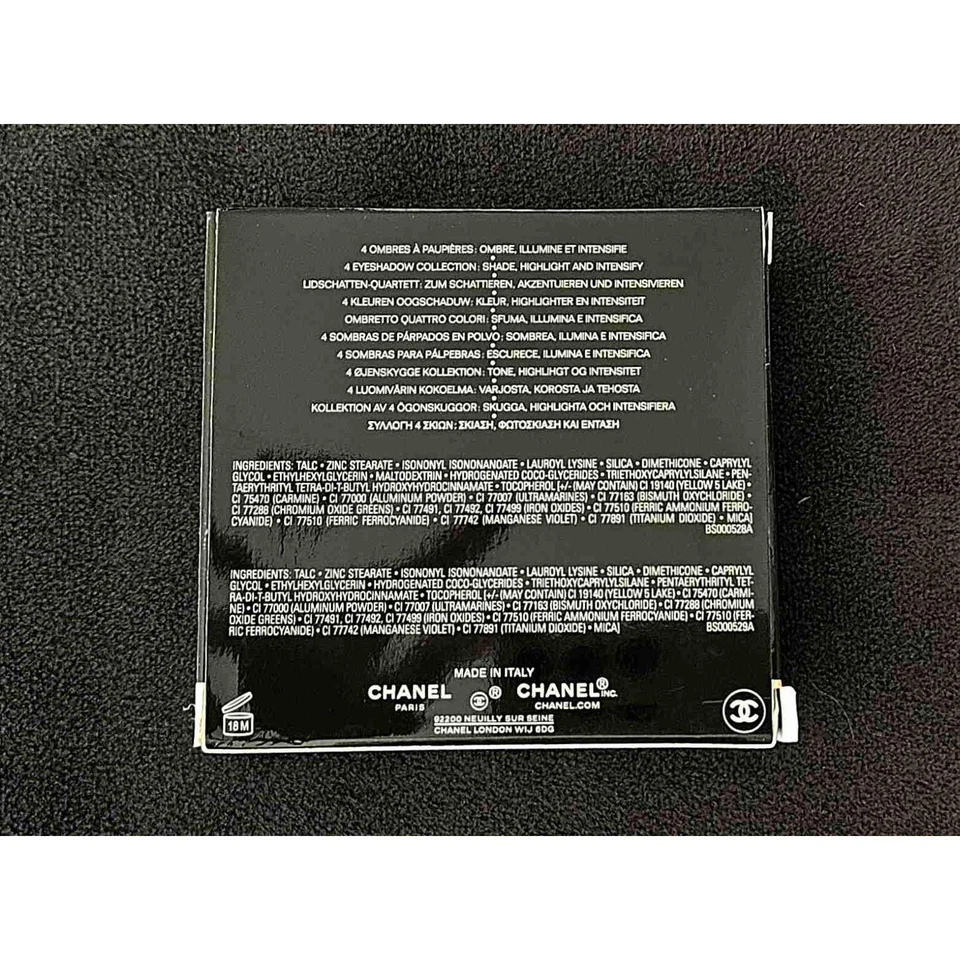 4 OMBRES À PAUPIÈRES: OMBRE, ILLUMINE ET INTENSIFIE
4 EYESHADOW COLLECTION: SHADE, HIGHLIGHT AND INTENSIFY
LIDSCHATTEN-QUARTETT: ZUM SCHATTIEREN, AKZENTUIEREN UND INTENSIVIEREN
4 KLEUREN OOGSCHADUW: KLEUR, HIGHLIGHTER EN INTENSITEIT
OMBRETTO QUATTRO COLORI: SFUMA, ILLUMINA E INTENSIFICA
4 SOMBRAS DE PÁRPADOS EN POLVO: SOMBREA, ILUMINA E INTENSIFICA
4 SOMBRAS PARA PÁLPEBRAS: ESCURECE, ILUMINA E INTENSIFICA
4 ØJENSKYGGE KOLLEKTION: TONE, HIGHLIHGT OG INTENSITET
4 LUOMIVÄRIN KOKOELMA: VARJOSTA, KOROSTA JA TEHOSTA
KOLLEKTION AV 4 ÖGONSKUGGOR: SKUGGA, HIGHLIGHTA OCH INTENSIFIERA
ΣΥΛΛΟΓΗ 4 ΣΚΙΩΝ: ΣΚΙΑΣΗ, ΦΩΤΟΣΚΙΑΣΗ ΚΑΙ ΕΝΤΑΣΗ
INGREDIENTS: TALC • ZINC STEARATE • ISONONYL ISONONANOATE • LAUROYL LYSINE • SILICA • DIMETHICONE • CAPRYLYL
GLYCOL • ETHYLHEXYLGLYCERIN • MALTODEXTRIN • HYDROGENATED COCO-GLYCERIDES • TRIETHOXYCAPRYLYLSILANE • PEN-
TAERYTHRITYL TETRA-DI-T-BUTYL HYDROXYHYDROCINNAMATE • TOCOPHEROL [+/- (MAY CONTAIN) CI 19140 (YELLOW 5 LAKE) •
CI 75470 (CARMINE) • CI 77000 (ALUMINUM POWDER) • CI 77007 (ULTRAMARINES) • CI 77163 (BISMUTH OXYCHLORIDE) •
CI 77288 (CHROMIUM OXIDE GREENS) • CI 77491, CI 77492, CI 77499 (IRON OXIDES) • CI 77510 (FERRIC AMMONIUM FERRO-
CYANIDE) • CI 77510 (FERRIC FERROCYANIDE) • CI 77742 (MANGANESE VIOLET) • CI 77891 (TITANIUM DIOXIDE) • MICA]
BS000528A
INGREDIENTS: TALC • ZINC STEARATE • ISONONYL ISONONANOATE • LAUROYL LYSINE • SILICA • DIMETHICONE • CAPRYLYL
GLYCOL • ETHYLHEXYLGLYCERIN • HYDROGENATED COCO-GLYCERIDES • TRIETHOXYCAPRYLYLSILANE • PENTAERYTHRITYL TET-
RA-DI-T-BUTYL HYDROXYHYDROCINNAMATE • TOCOPHEROL [+/- (MAY CONTAIN) CI 19140 (YELLOW 5 LAKE) • CI 75470 (CARMI-
NE) • CI 77000 (ALUMINUM POWDER) • CI 77007 (ULTRAMARINES) • CI 77163 (BISMUTH OXYCHLORIDE) • CI 77288 (CHROMIUM
OXIDE GREENS) • CI 77491, CI 77492, CI 77499 (IRON OXIDES) • CI 77510 (FERRIC AMMONIUM FERROCYANIDE) • CI 77510 (FER-
RIC FERROCYANIDE) • CI 77742 (MANGANESE VIOLET) • CI 77891 (TITANIUM DIOXIDE) • MICA]
BS000529A
MADE IN ITALY
CHANEL ® CHANEL® INC.
PARIS CHANEL.COM
92200 NEUILLY SUR SEINE
CHANEL LONDON W1J 6DG
18 M